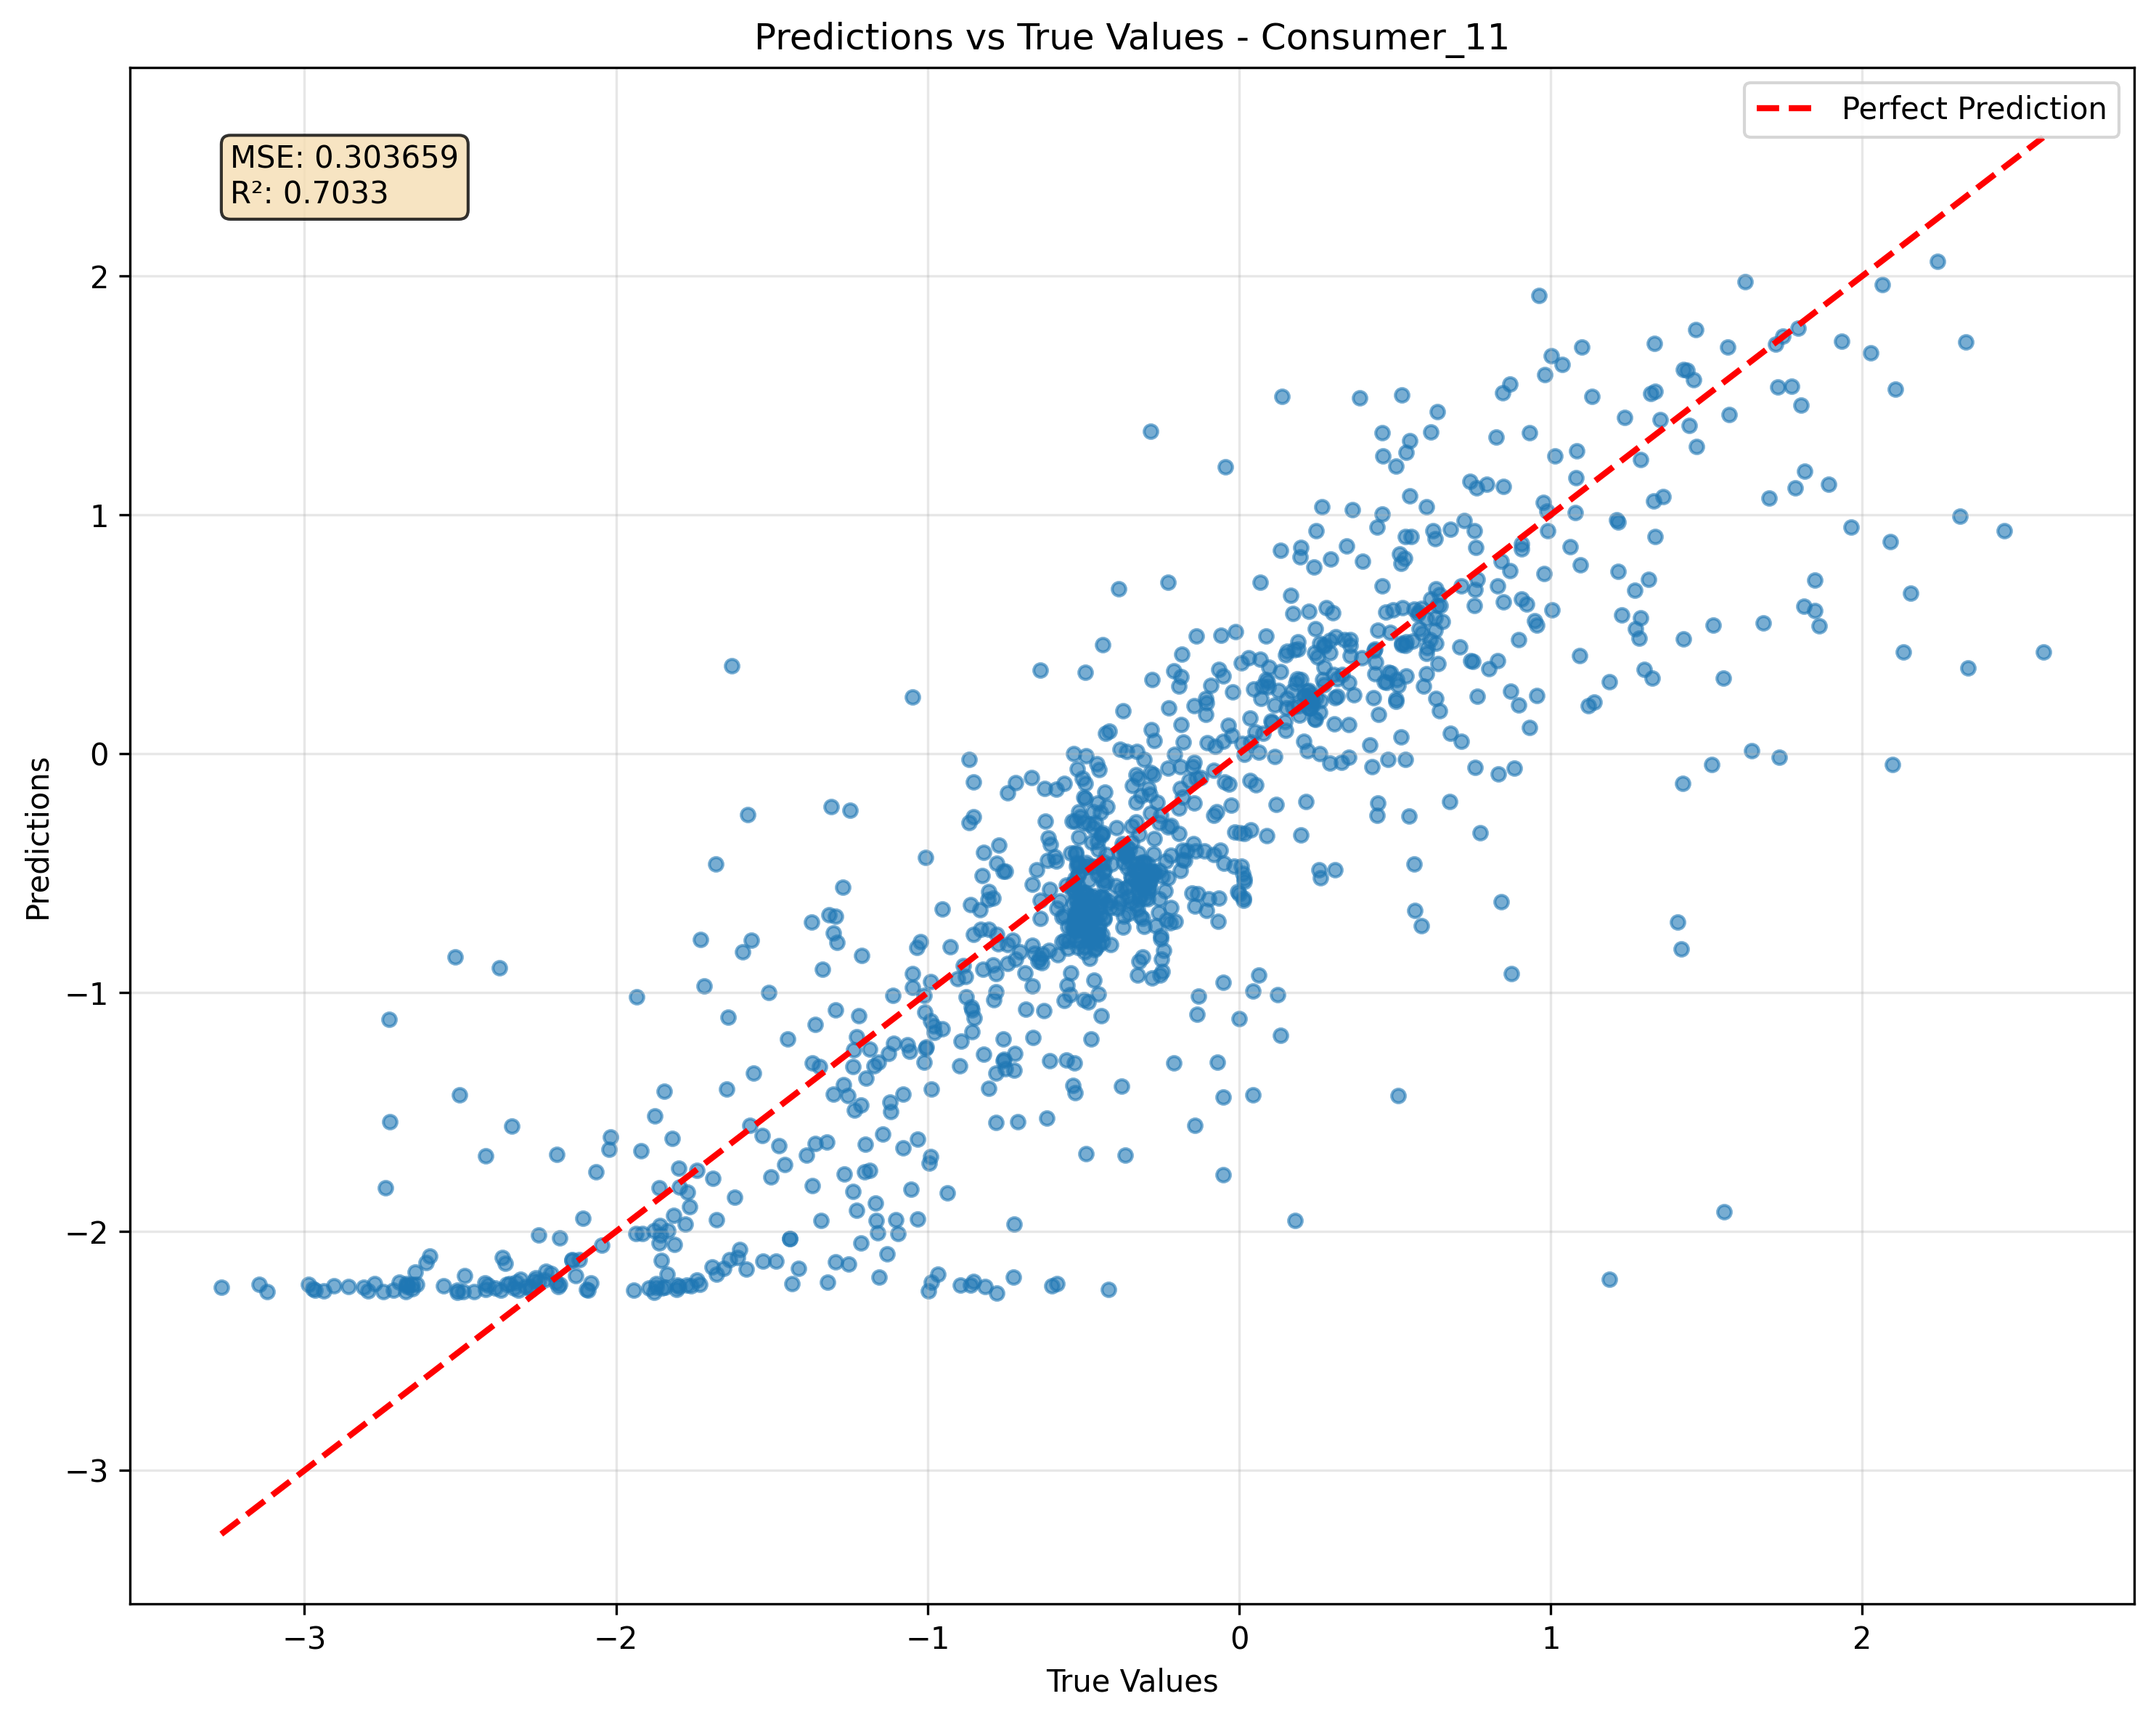 Predictions vs True Values - Consumer_11
Perfect Prediction
MSE: 0.303659
R²: 0.7033
2
1
0
−1
−2
−3
Predictions
−3
−2
−1
0
1
2
True Values